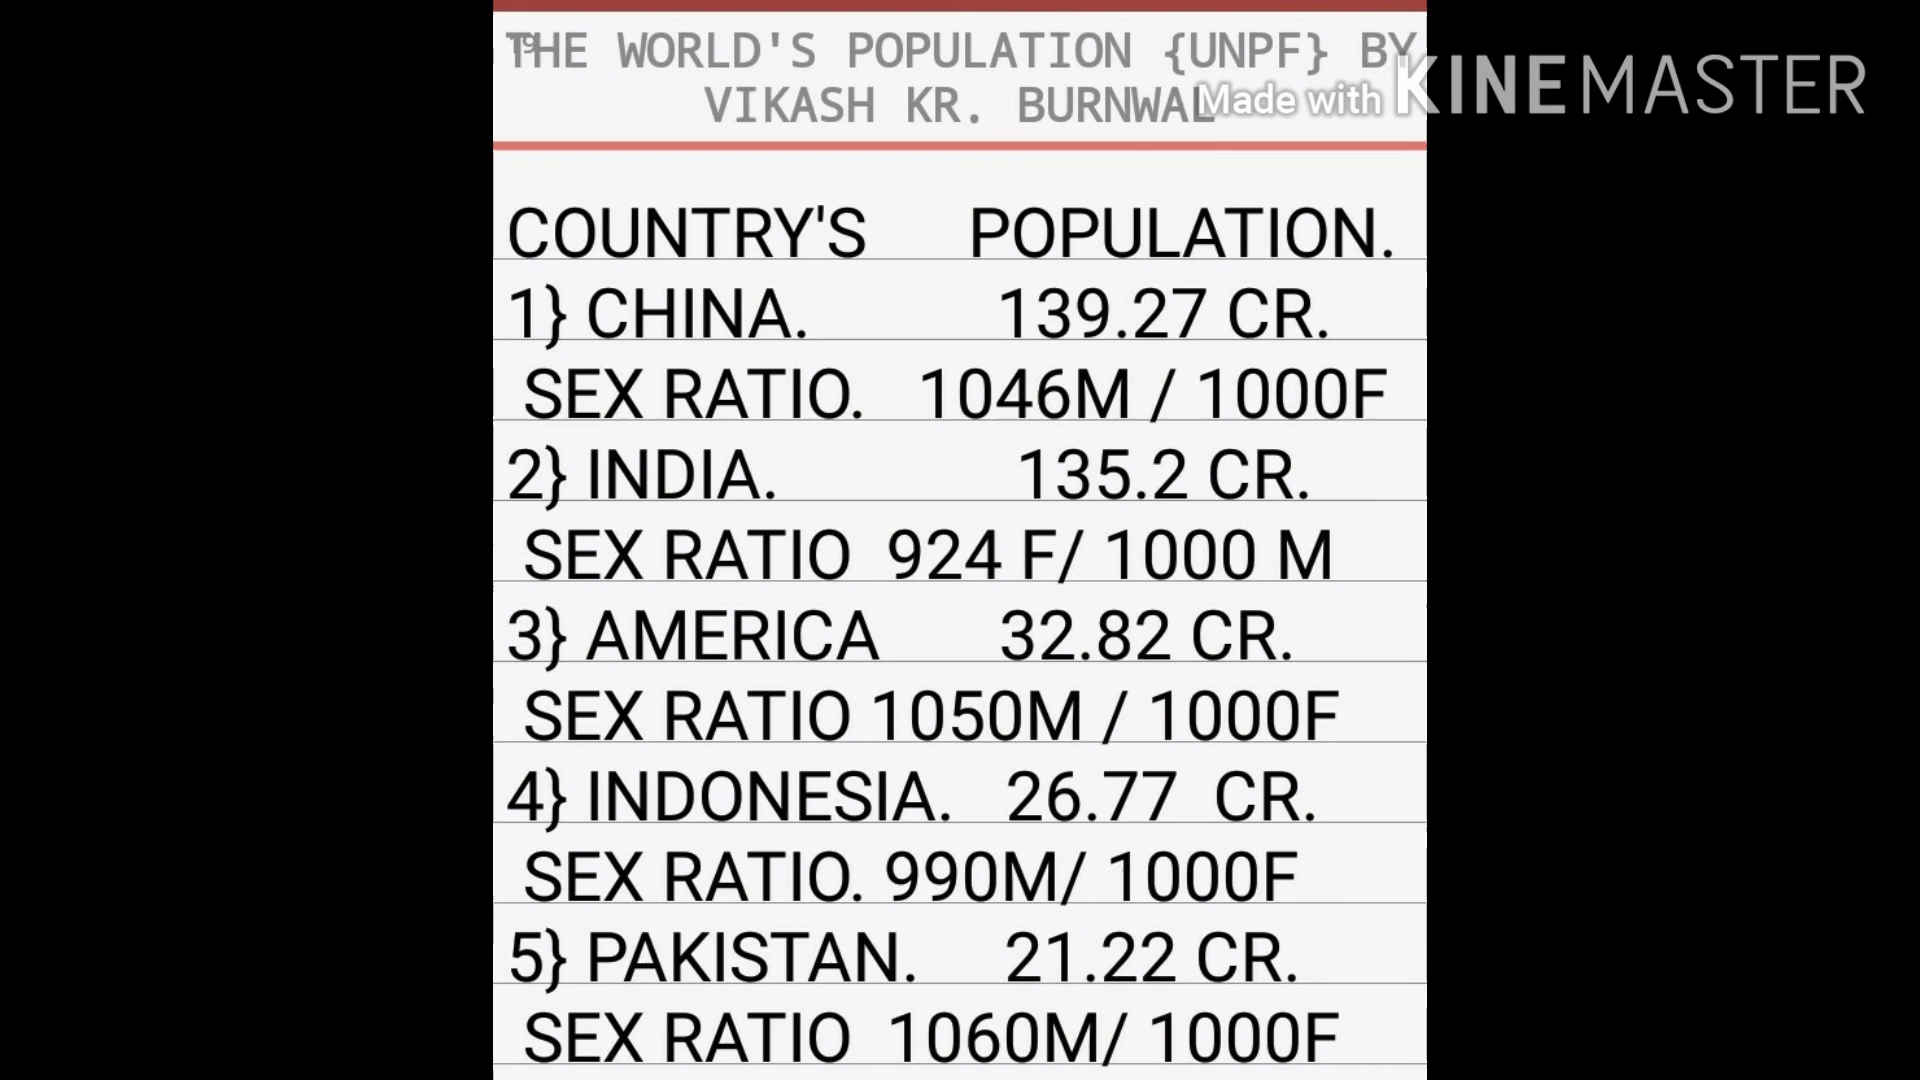 THE WORLD'S POPULATION {UNPF} BY
VIKASH KR. BURNWAL
Made with KINEMASTER
COUNTRY'S POPULATION.
1} CHINA. 139.27 CR.
SEX RATIO. 1046M / 1000F
2} INDIA. 135.2 CR.
SEX RATIO 924 F/ 1000 M
3} AMERICA 32.82 CR.
SEX RATIO 1050M / 1000F
4} INDONESIA. 26.77 CR.
SEX RATIO. 990M/ 1000F
5} PAKISTAN. 21.22 CR.
SEX RATIO 1060M/ 1000F